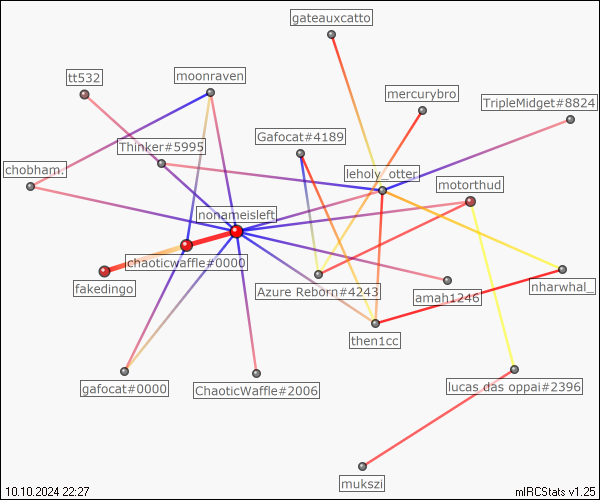 gateauxcatto
tt532
moonraven
mercurybro
TripleMidget#8824
Gafocat#4189
Thinker#5995
chobham.
leholy_otter
motorthud
nonameisleft
chaoticwaffle#0000
fakedingo
Azure Reborn#4243
amah1246
nharwhal_
then1cc
gafocat#0000
ChaoticWaffle#2006
lucas das oppai#2396
mukszi
10.10.2024 22:27
mIRCStats v1.25